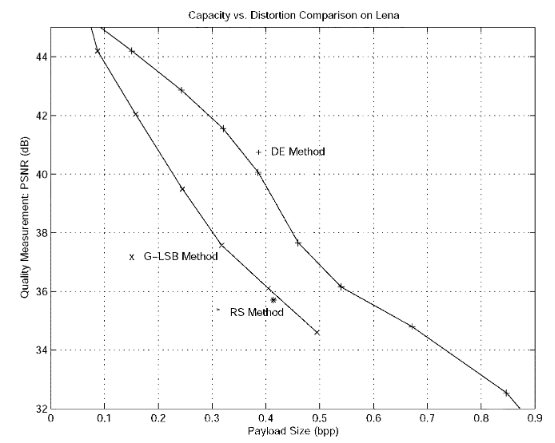 Capacity vs. Distortion Comparison on Lena
Quality Measurement: PSNR (dB)
44
42
40
38
36
34
32
DE Method
G-LSB Method
RS Method
0 0.1 0.2 0.3 0.4 0.5 0.6 0.7 0.8 0.9
Payload Size (bpp)